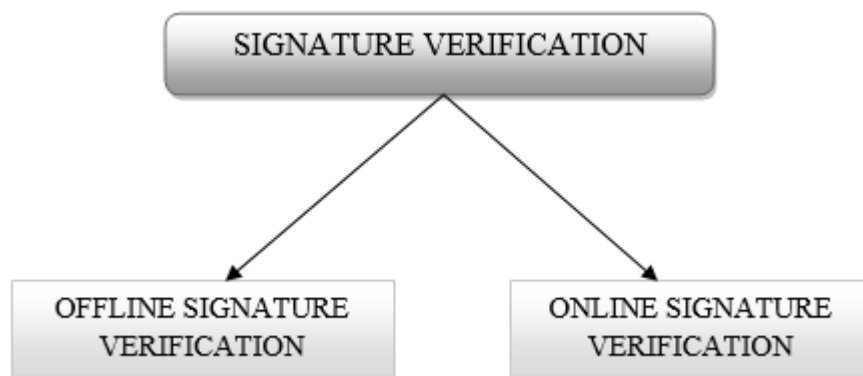 SIGNATURE VERIFICATION
OFFLINE SIGNATURE
VERIFICATION
ONLINE SIGNATURE
VERIFICATION